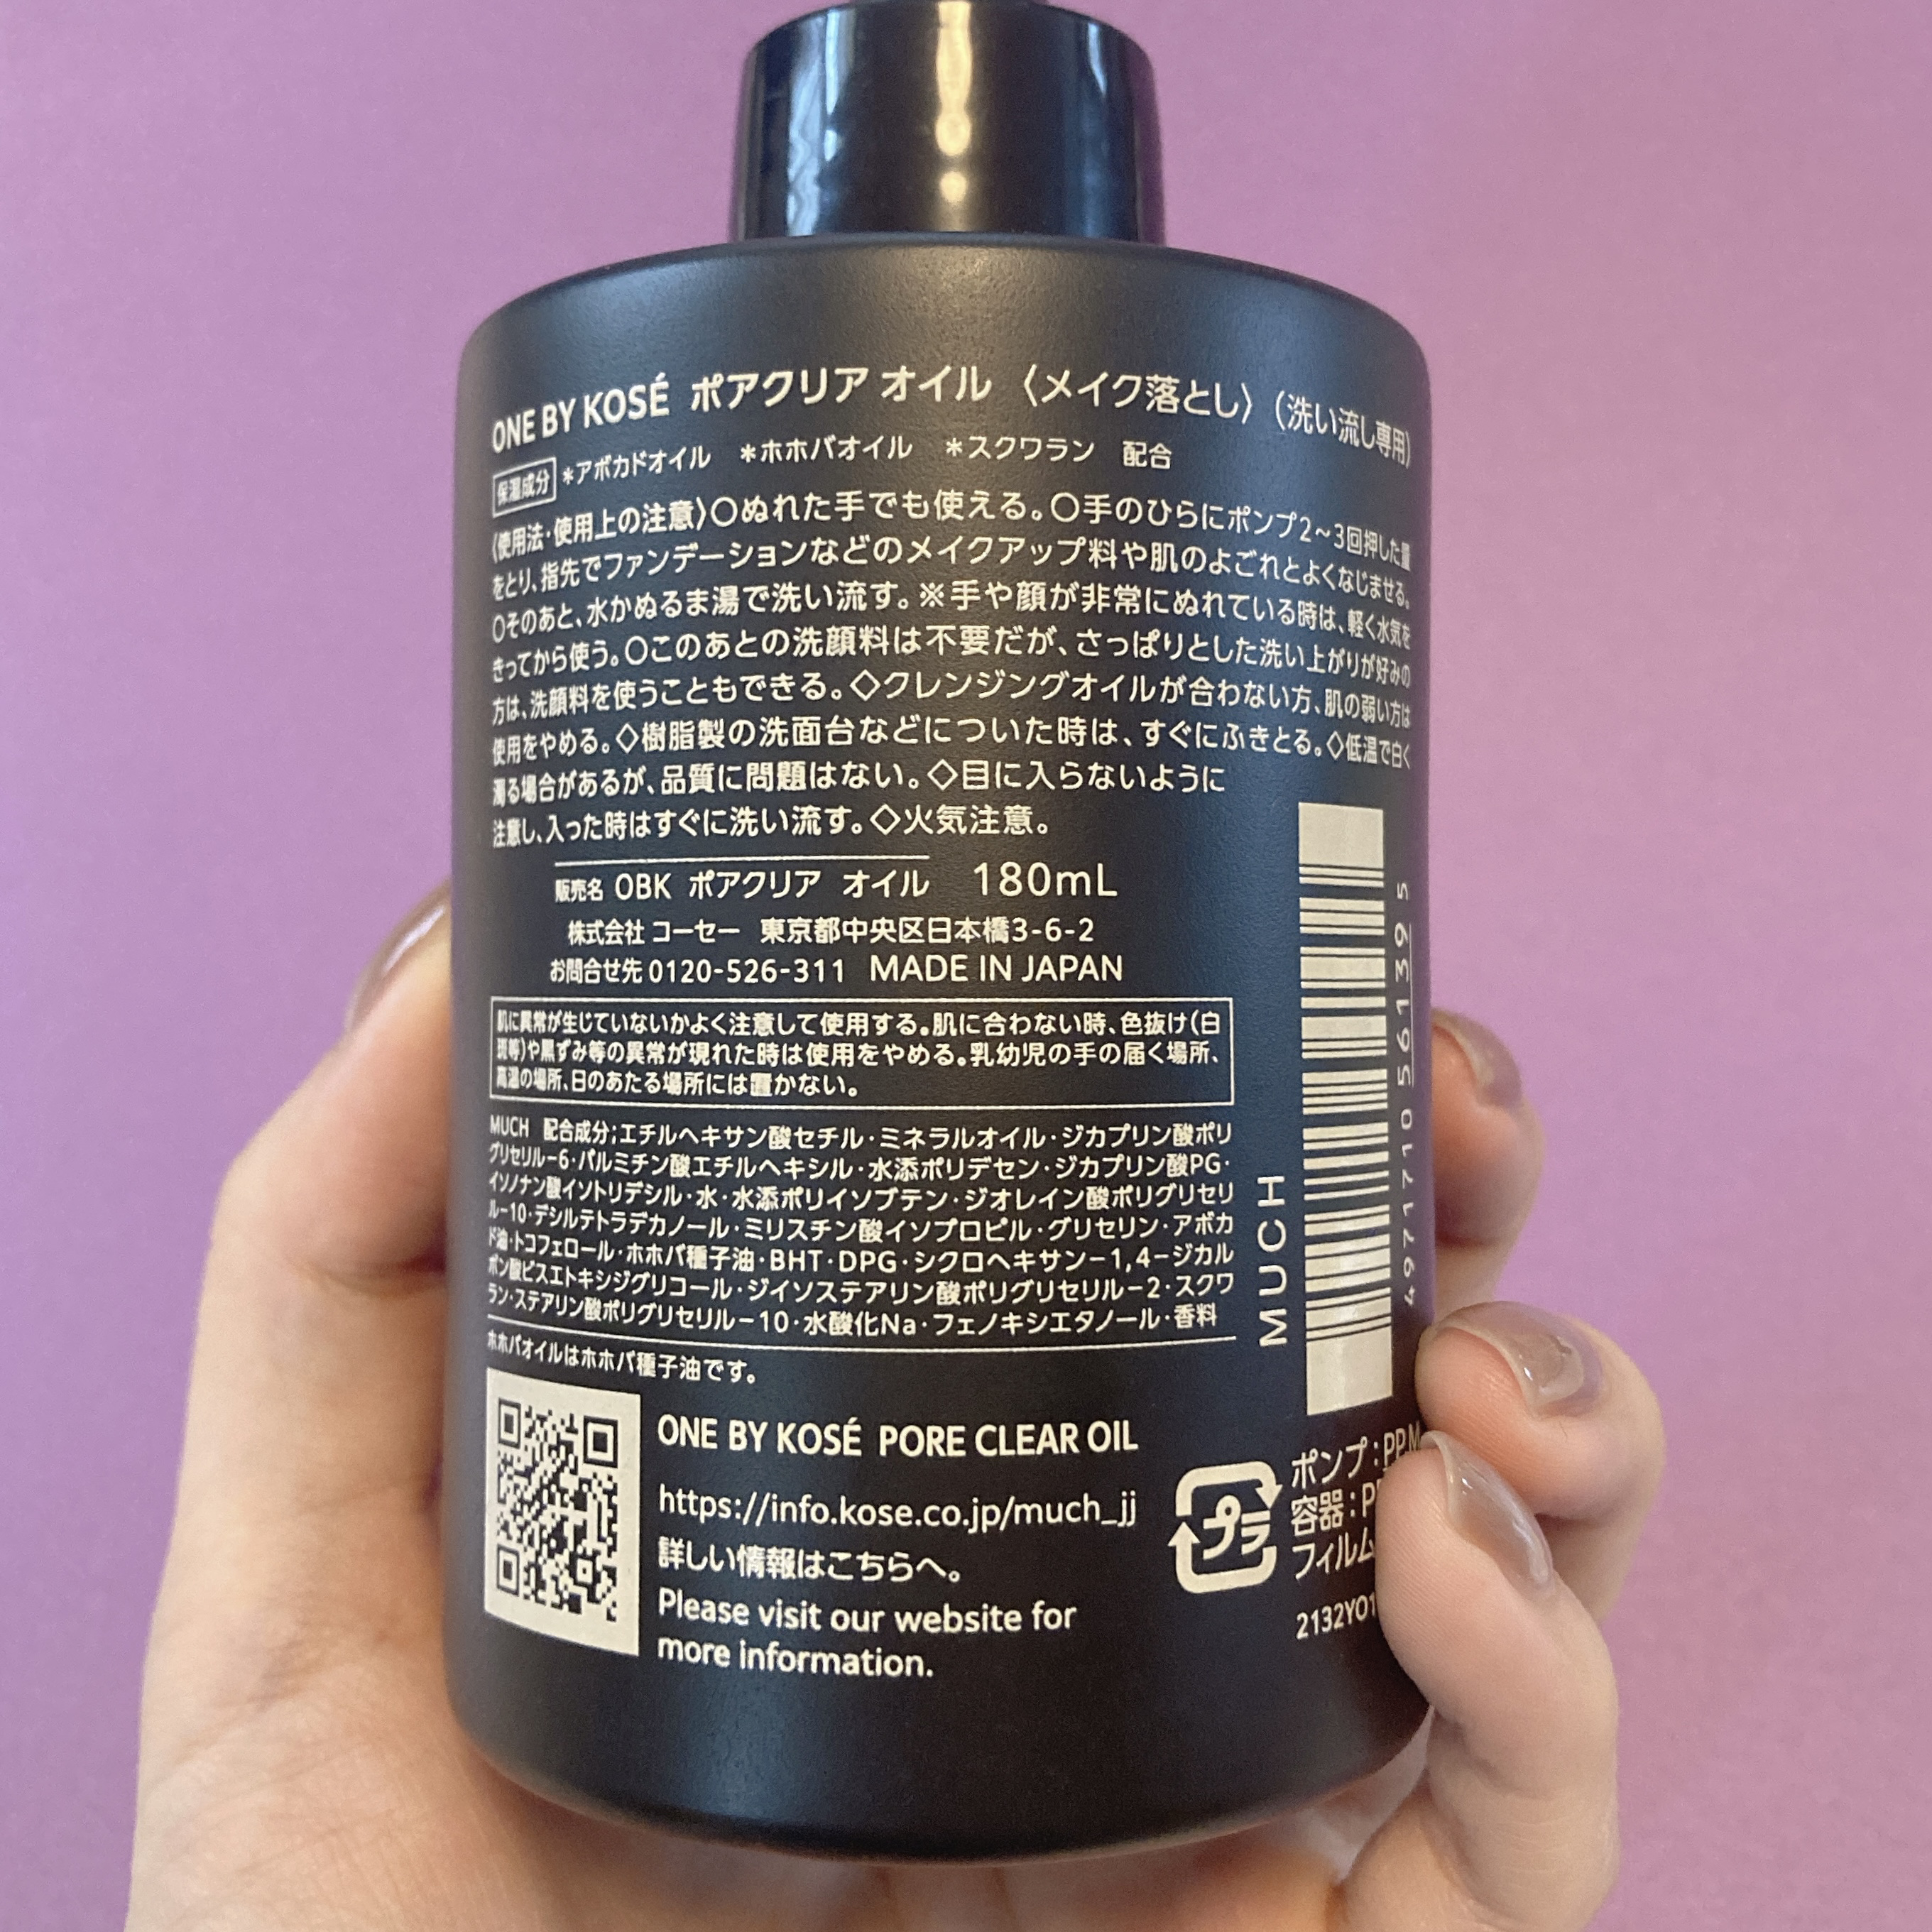 ONE BY KOSÉ ポアクリア オイル 〈メイク落とし〉(洗い流し専用)
保湿成分 *アボカドオイル *ホホバオイル *スクワラン 配合
〈使用法・使用上の注意〉〇ぬれた手でも使える。〇手のひらにポンプ2~3回押した量
をとり、指先でファンデーションなどのメイクアップ料や肌のよごれとよくなじませる。
〇そのあと、水かぬるま湯で洗い流す。※手や顔が非常にぬれている時は、軽く水気を
きってから使う。〇このあとの洗顔料は不要だが、さっぱりとした洗い上がりが好みの
方は、洗顔料を使うこともできる。◇クレンジングオイルが合わない方、肌の弱い方は
使用をやめる。◇樹脂製の洗面台などについた時は、すぐにふきとる。◇低温で白く
濁る場合があるが、品質に問題はない。◇目に入らないように
注意し、入った時はすぐに洗い流す。◇火気注意。
販売名 OBK ポアクリア オイル 180mL
株式会社 コーセー 東京都中央区日本橋3-6-2
お問合せ先 0120-526-311 MADE IN JAPAN
肌に異常が生じていないかよく注意して使用する。肌に合わない時、色抜け(白
斑等)や黒ずみ等の異常が現れた時は使用をやめる。乳幼児の手の届く場所、
高温の場所、日のあたる場所には置かない。
MUCH 配合成分;エチルヘキサン酸セチル・ミネラルオイル・ジカプリン酸ポリ
グリセリル-6・パルミチン酸エチルヘキシル・水添ポリデセン・ジカプリン酸PG・
イソノナン酸イソトリデシル・水・水添ポリイソブテン・ジオレイン酸ポリグリセリ
ル-10・デシルテトラデカノール・ミリスチン酸イソプロピル・グリセリン・アボカ
ド油・トコフェロール・ホホバ種子油・BHT・DPG・シクロヘキサン-1,4-ジカル
ボン酸ビスエトキシジグリコール・ジイソステアリン酸ポリグリセリル-2・スクワ
ラン・ステアリン酸ポリグリセリル-10・水酸化Na・フェノキシエタノール・香料
ホホバオイルはホホバ種子油です。
MUCH
4971710 561395
ONE BY KOSÉ PORE CLEAR OIL
https://info.kose.co.jp/much_jj
詳しい情報はこちらへ。
Please visit our website for
more information.
プラ
ポンプ:PP,M
容器:P
フィルム
2132YO1